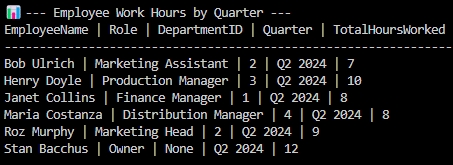 📊 --- Employee Work Hours by Quarter ---
EmployeeName | Role | DepartmentID | Quarter | TotalHoursWorked
----------------------------------------------------------------
Bob Ulrich | Marketing Assistant | 2 | Q2 2024 | 7
Henry Doyle | Production Manager | 3 | Q2 2024 | 10
Janet Collins | Finance Manager | 1 | Q2 2024 | 8
Maria Costanza | Distribution Manager | 4 | Q2 2024 | 8
Roz Murphy | Marketing Head | 2 | Q2 2024 | 9
Stan Bacchus | Owner | None | Q2 2024 | 12